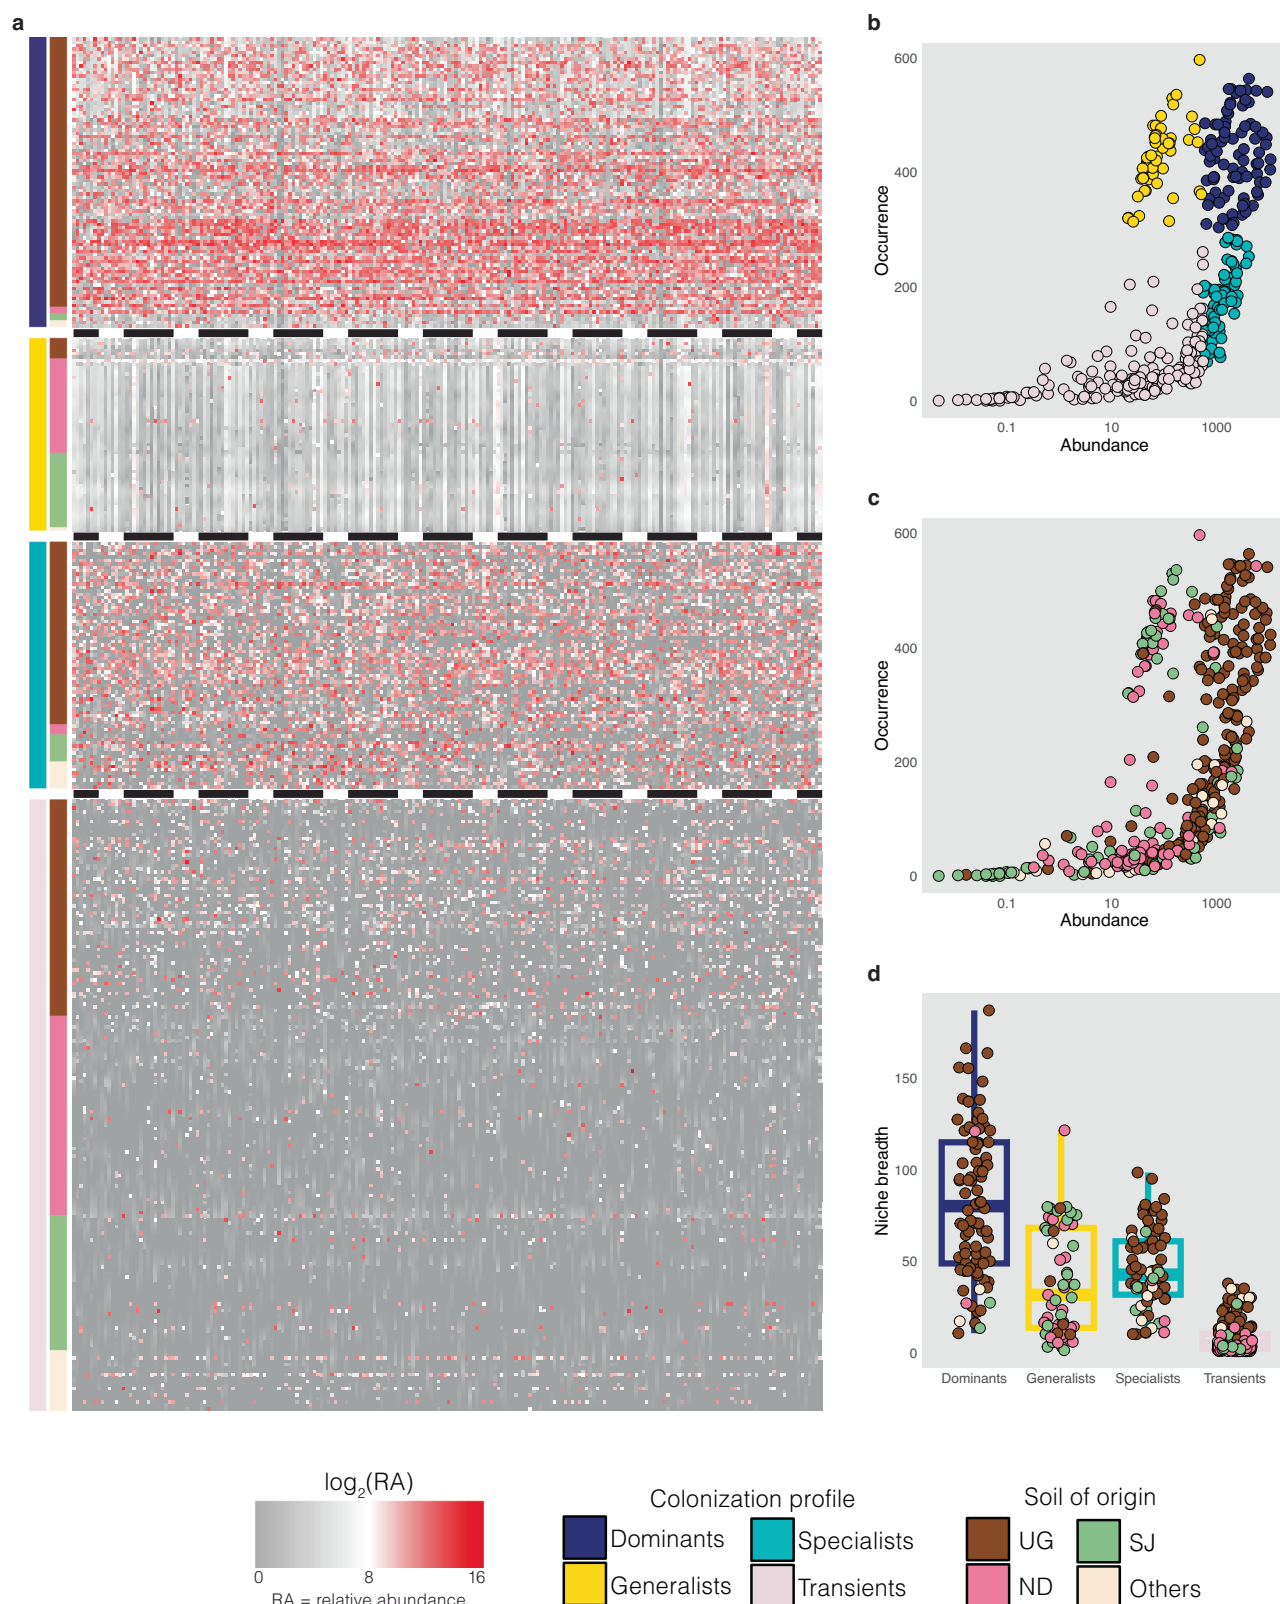 a
b
600
400
200
0
Occurrence
0.1
10
1000
Abundance
c
600
400
200
0
Occurrence
0.1
10
1000
Abundance
d
150
100
50
0
Niche breadth
Dominants
Generalists
Specialists
Transients
log₂(RA)
0
8
16
RA = relative abundance
Colonization profile
Dominants
Specialists
Generalists
Transients
Soil of origin
UG
SJ
ND
Others